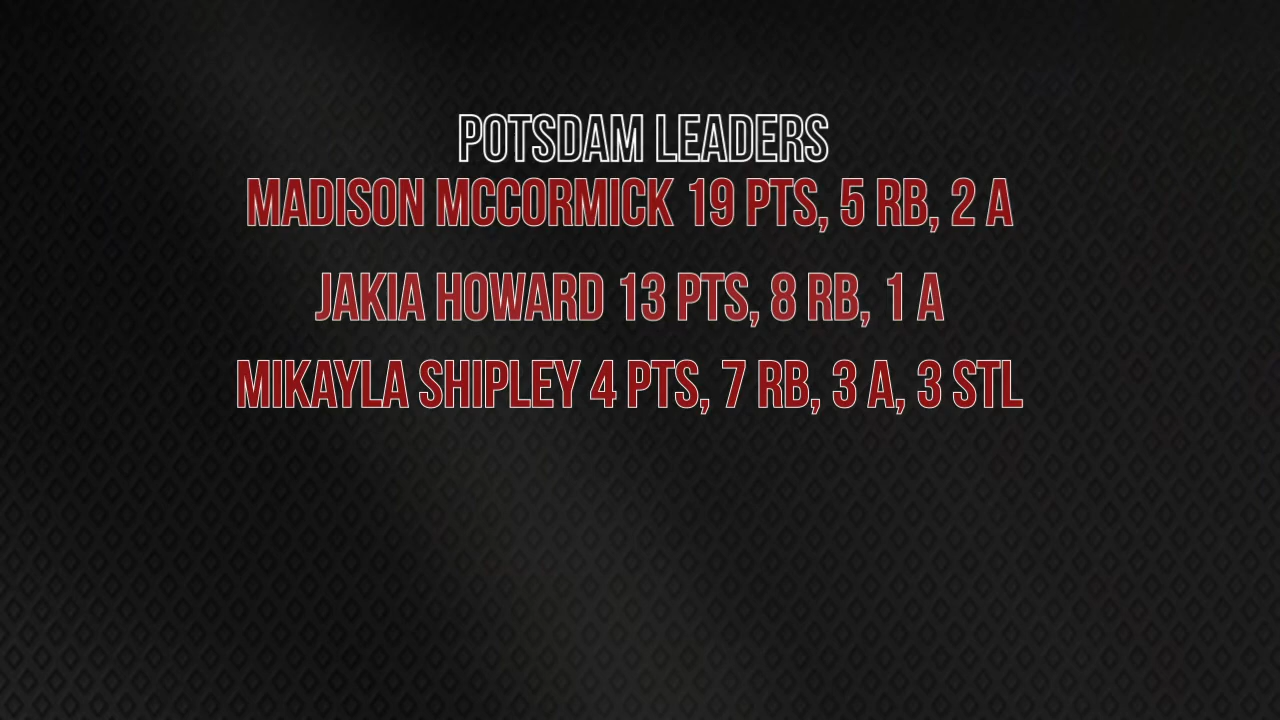 POTSDAM LEADERS
MADISON MCCORMICK 19 PTS, 5 RB, 2 A
JAKIA HOWARD 13 PTS, 8 RB, 1 A
MIKAYLA SHIPLEY 4 PTS, 7 RB, 3 A, 3 STL